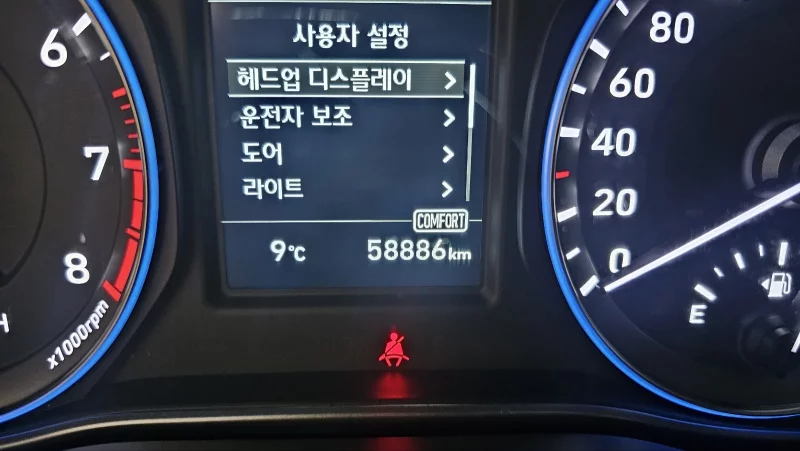 사용자 설정
헤드업 디스플레이
운전자 보조
도어
라이트
COMFORT
9℃ 58886km
6
7
8
x1000rpm
H
80
60
40
20
0
E